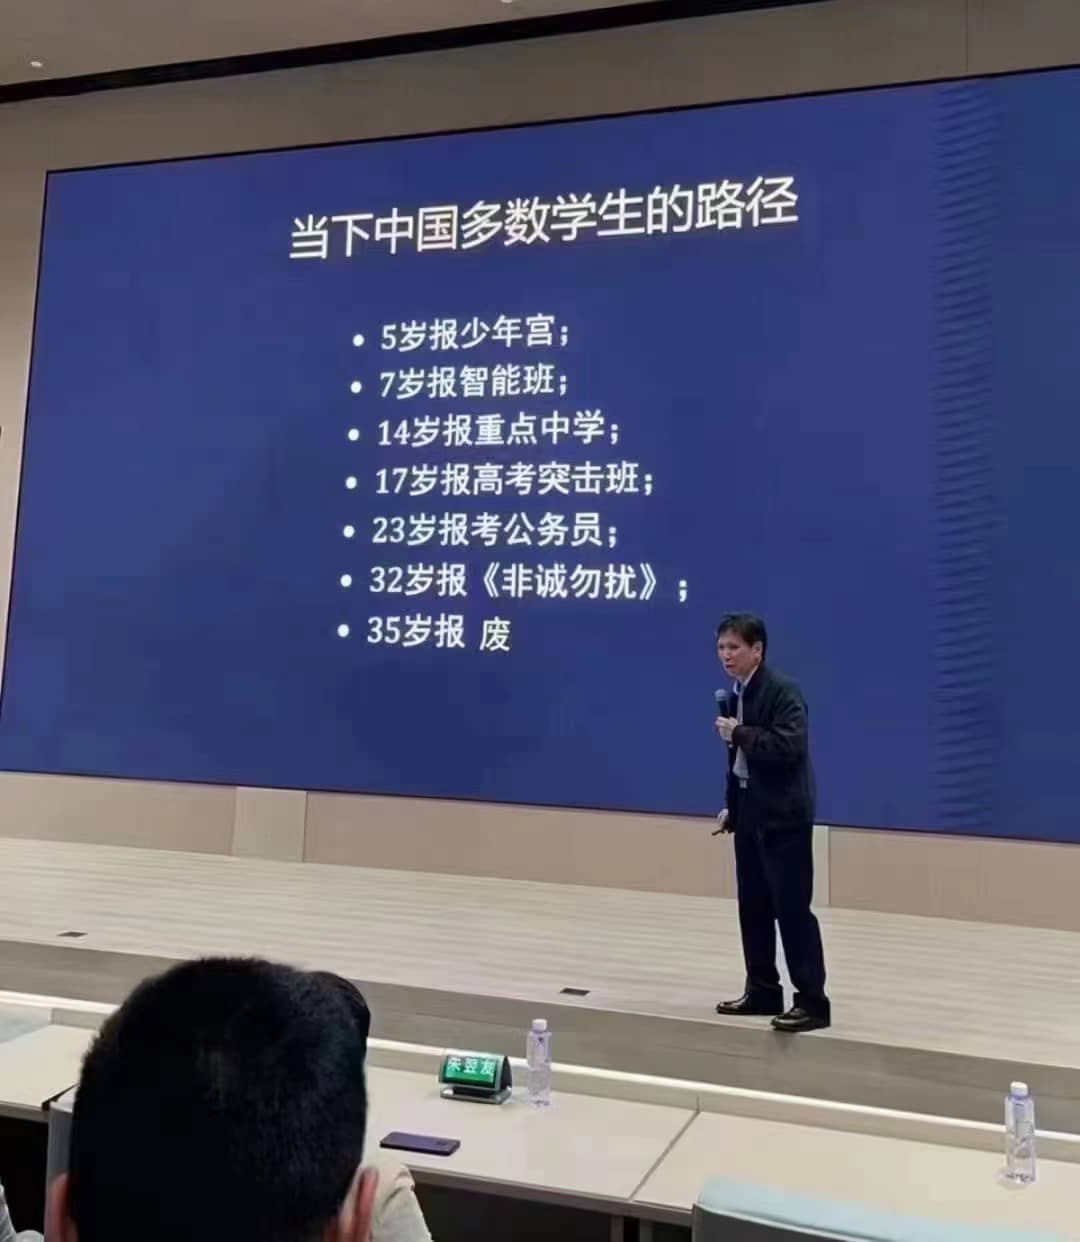 当下中国多数学生的路径
• 5岁报少年宫；
• 7岁报智能班；
• 14岁报重点中学；
• 17岁报高考突击班；
• 23岁报考公务员；
• 32岁报《非诚勿扰》；
• 35岁报 废
朱翌友